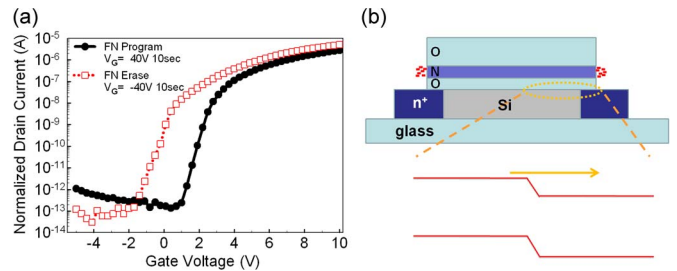 (a)
Normalized Drain Current (A)
10⁻⁵
10⁻⁶
10⁻⁷
10⁻⁸
10⁻⁹
10⁻¹⁰
10⁻¹¹
10⁻¹²
10⁻¹³
10⁻¹⁴
FN Program
V_G= 40V 10sec
FN Erase
V_G= -40V 10sec
-4 -2 0 2 4 6 8 10
Gate Voltage (V)
(b)
O
N
O
n⁺
Si
glass